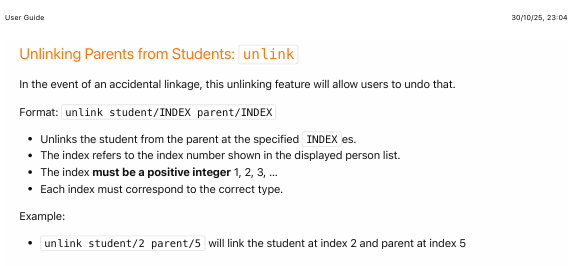 User Guide 30/10/25, 23:04
Unlinking Parents from Students: unlink
In the event of an accidental linkage, this unlinking feature will allow users to undo that.
Format: unlink student/INDEX parent/INDEX
• Unlinks the student from the parent at the specified INDEX es.
• The index refers to the index number shown in the displayed person list.
• The index must be a positive integer 1, 2, 3, …
• Each index must correspond to the correct type.
Example:
• unlink student/2 parent/5 will link the student at index 2 and parent at index 5